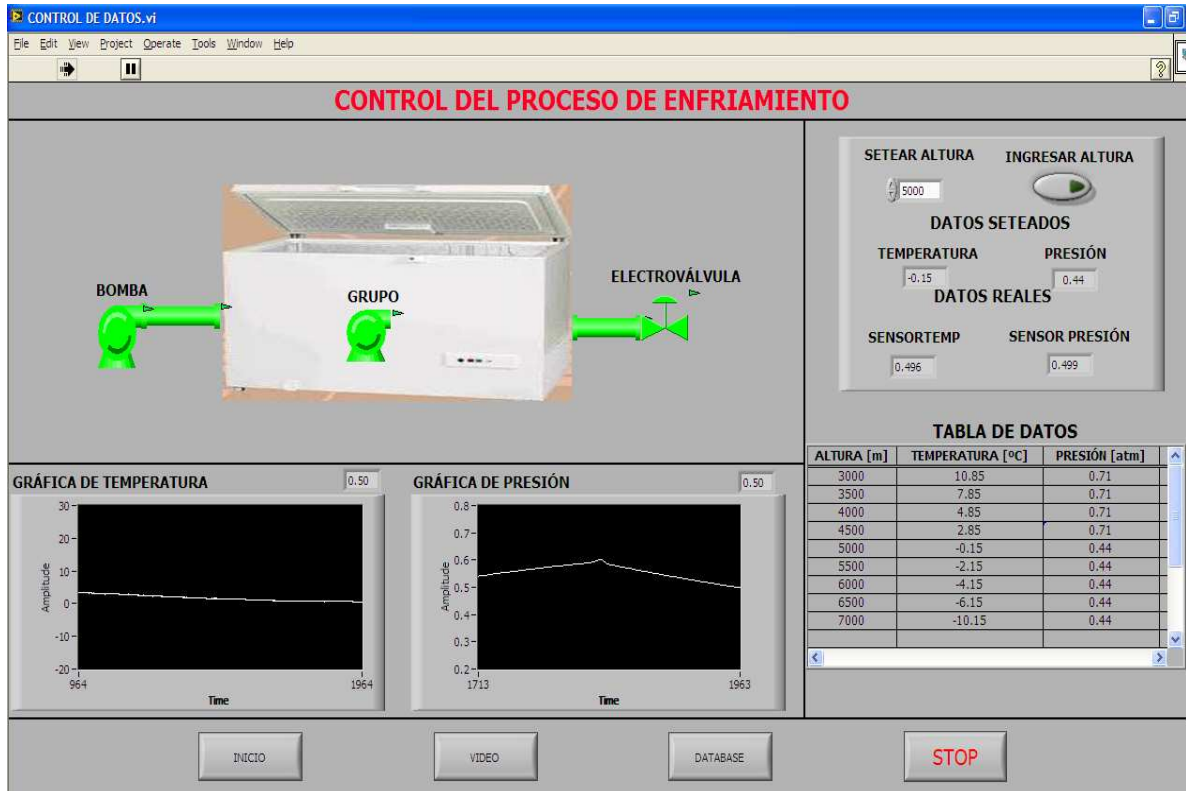 CONTROL DE DATOS.vi
File Edit View Project Operate Tools Window Help
?
CONTROL DEL PROCESO DE ENFRIAMIENTO
BOMBA
GRUPO
ELECTROVÁLVULA
SETEAR ALTURA INGRESAR ALTURA
5000
DATOS SETEADOS
TEMPERATURA PRESIÓN
-0.15 0.44
DATOS REALES
SENSORTEMP SENSOR PRESIÓN
0.496 0.499
TABLA DE DATOS
ALTURA [m] TEMPERATURA [ºC] PRESIÓN [atm]
3000 10.85 0.71
3500 7.85 0.71
4000 4.85 0.71
4500 2.85 0.71
5000 -0.15 0.44
5500 -2.15 0.44
6000 -4.15 0.44
6500 -6.15 0.44
7000 -10.15 0.44
GRÁFICA DE TEMPERATURA 0.50
Amplitude
30
20
10
0
-10
-20
964 1964
Time
GRÁFICA DE PRESIÓN 0.50
Amplitude
0.8
0.7
0.6
0.5
0.4
0.3
0.2
1713 1963
Time
INICIO VIDEO DATABASE STOP